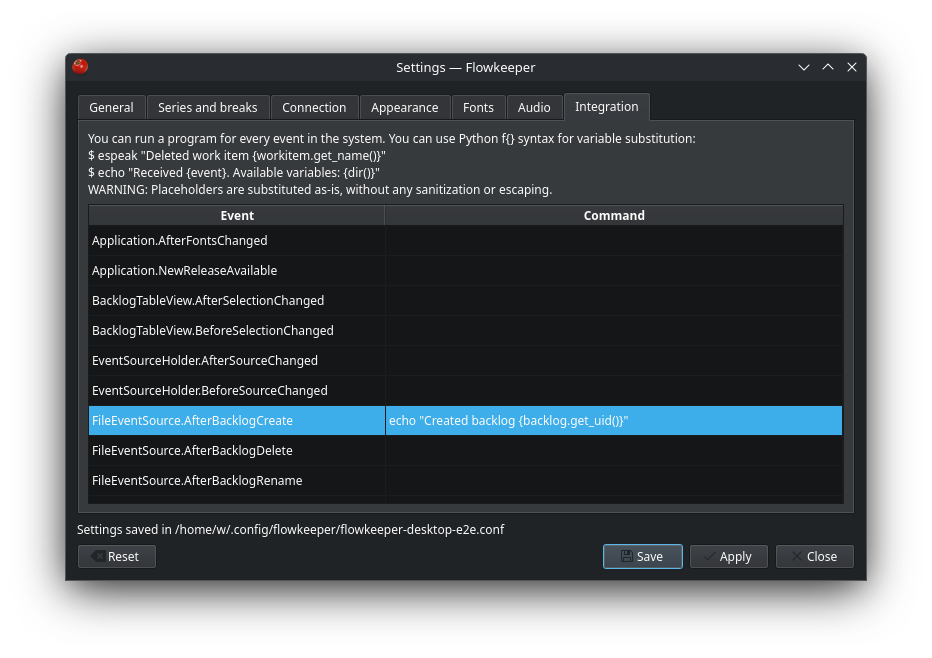 Settings — Flowkeeper
General Series and breaks Connection Appearance Fonts Audio Integration
You can run a program for every event in the system. You can use Python f{} syntax for variable substitution:
$ espeak "Deleted work item {workitem.get_name()}"
$ echo "Received {event}. Available variables: {dir()}"
WARNING: Placeholders are substituted as-is, without any sanitization or escaping.
Event Command
Application.AfterFontsChanged
Application.NewReleaseAvailable
BacklogTableView.AfterSelectionChanged
BacklogTableView.BeforeSelectionChanged
EventSourceHolder.AfterSourceChanged
EventSourceHolder.BeforeSourceChanged
FileEventSource.AfterBacklogCreate echo "Created backlog {backlog.get_uid()}"
FileEventSource.AfterBacklogDelete
FileEventSource.AfterBacklogRename
Settings saved in /home/w/.config/flowkeeper/flowkeeper-desktop-e2e.conf
Reset Save Apply Close